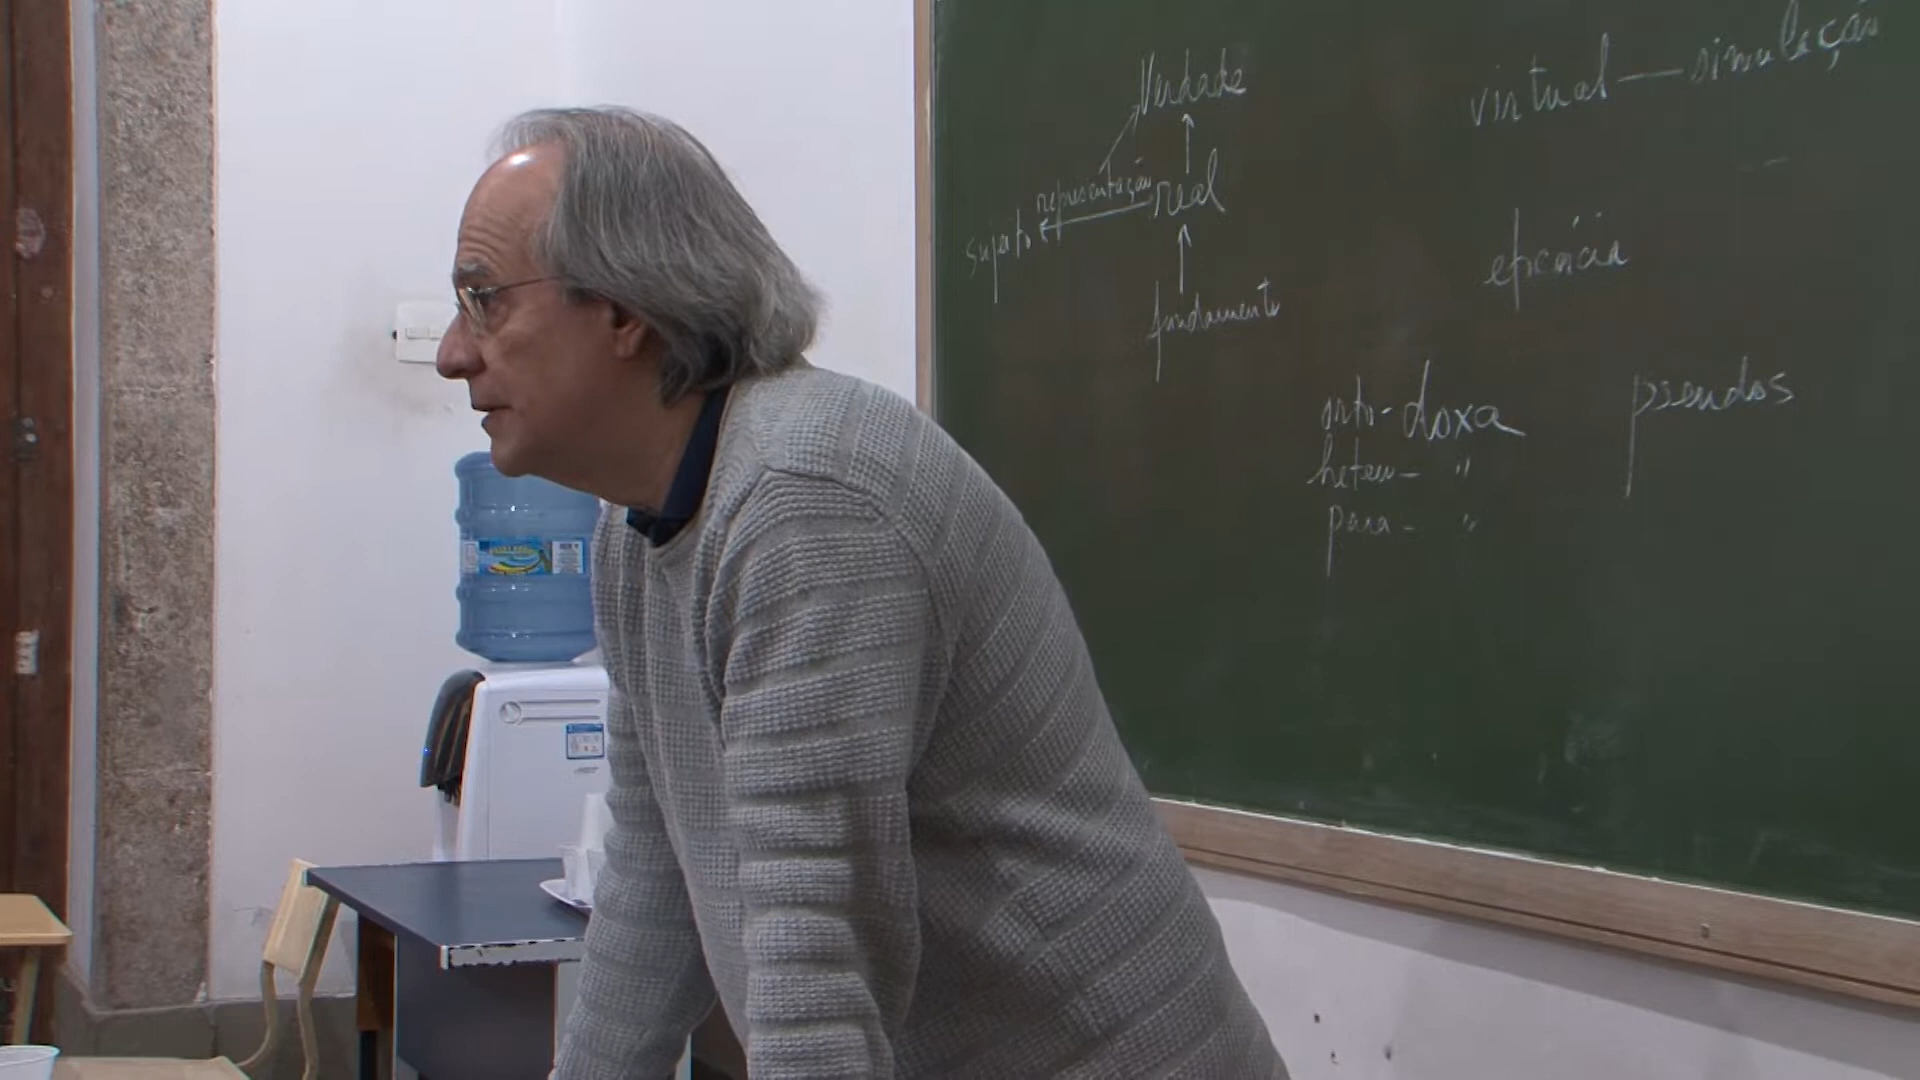 Verdade
virtual — simulação
representação real
sujeito
eficácia
fundamento
orto-doxa
pseudos
hetero- "
para- "